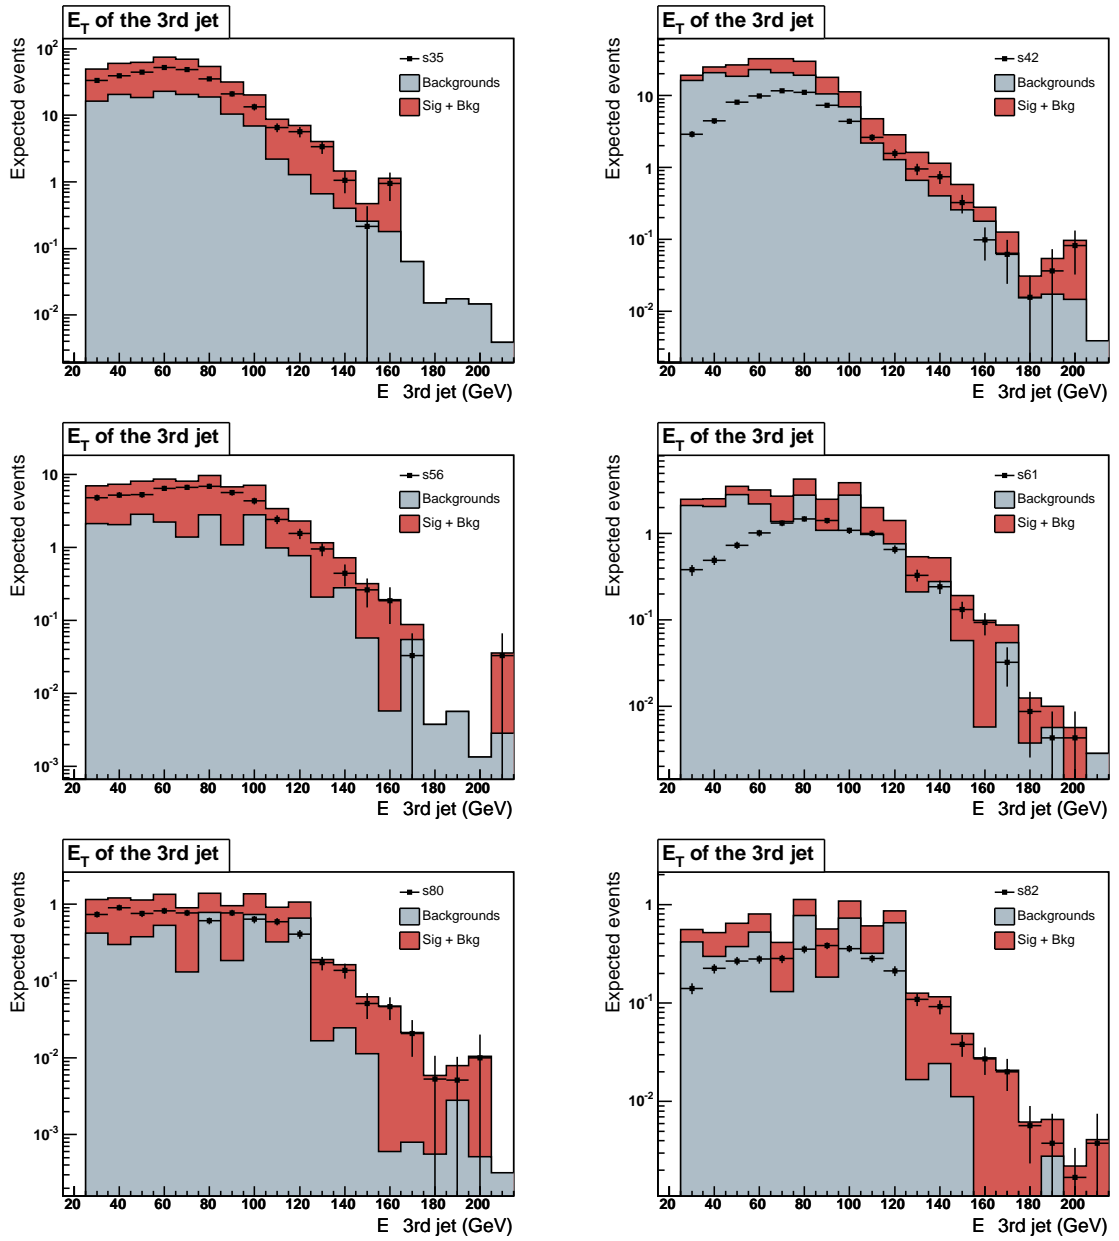 E_T of the 3rd jet
Expected events
10^2
10
1
10^-1
10^-2
s35
Backgrounds
Sig + Bkg
20 40 60 80 100 120 140 160 180 200
E 3rd jet (GeV)
E_T of the 3rd jet
Expected events
10
1
10^-1
10^-2
s42
Backgrounds
Sig + Bkg
20 40 60 80 100 120 140 160 180 200
E 3rd jet (GeV)
E_T of the 3rd jet
Expected events
10
1
10^-1
10^-2
10^-3
s56
Backgrounds
Sig + Bkg
20 40 60 80 100 120 140 160 180 200
E 3rd jet (GeV)
E_T of the 3rd jet
Expected events
1
10^-1
10^-2
s61
Backgrounds
Sig + Bkg
20 40 60 80 100 120 140 160 180 200
E 3rd jet (GeV)
E_T of the 3rd jet
Expected events
1
10^-1
10^-2
10^-3
s80
Backgrounds
Sig + Bkg
20 40 60 80 100 120 140 160 180 200
E 3rd jet (GeV)
E_T of the 3rd jet
Expected events
1
10^-1
10^-2
s82
Backgrounds
Sig + Bkg
20 40 60 80 100 120 140 160 180 200
E 3rd jet (GeV)